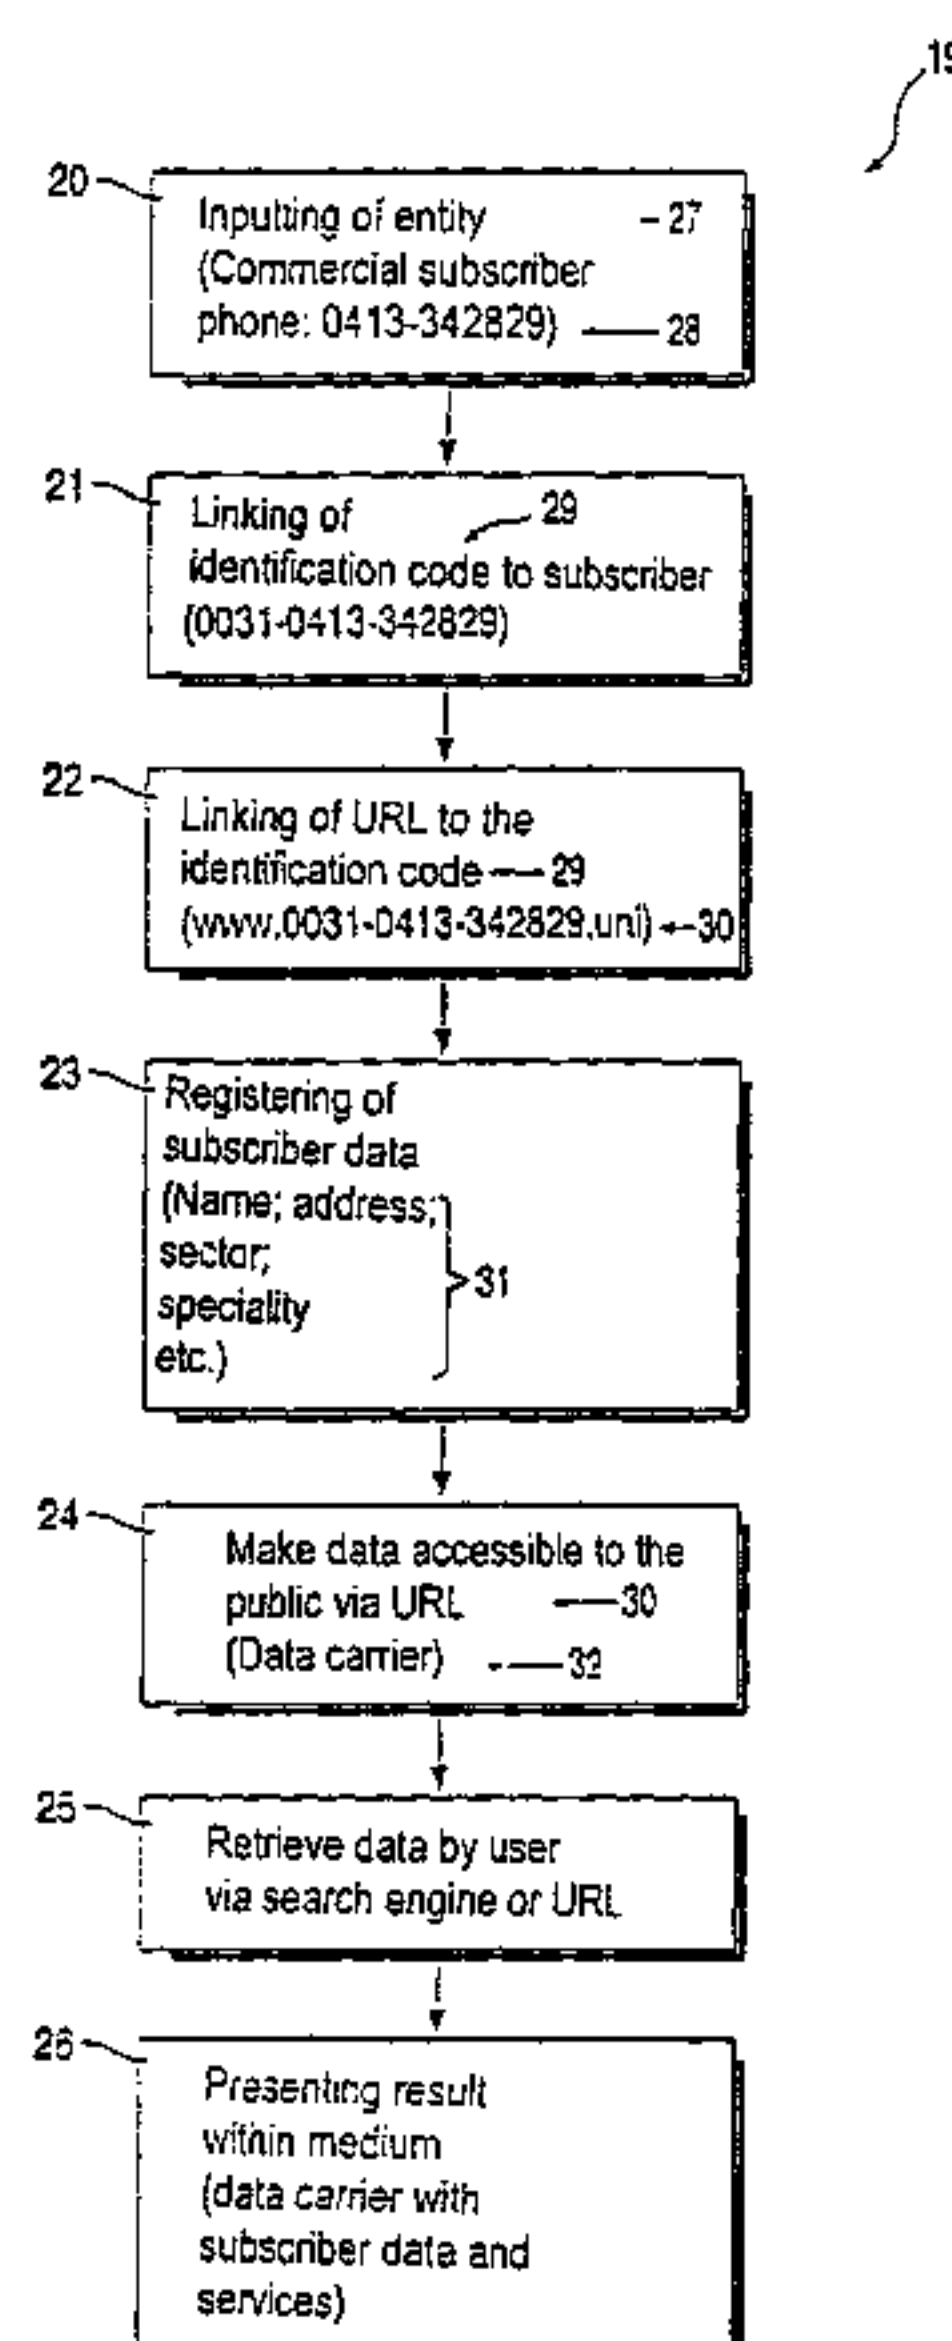 19
20
Inputting of entity 27
(Commercial subscriber
phone: 0413-342829) 28
21
Linking of 29
identification code to subscriber
(0031-0413-342829)
22
Linking of URL to the
identification code 29
(www.0031-0413-342829.uni) 30
23
Registering of
subscriber data
(Name; address;
sector;
31
speciality
etc.)
24
Make data accessible to the
public via URL 30
(Data carrier) 32
25
Retrieve data by user
via search engine or URL
26
Presenting result
within medium
(data carrier with
subscriber data and
services)